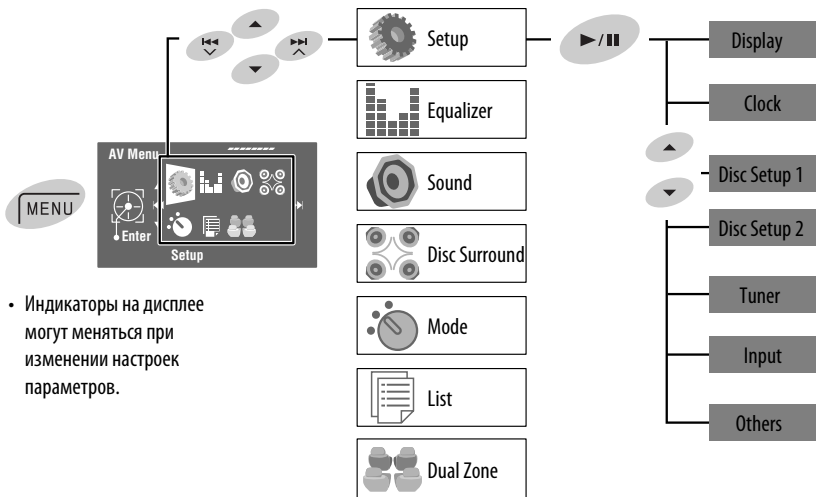 MENU
AV Menu
Enter
Setup
• Индикаторы на дисплее
могут меняться при
изменении настроек
параметров.
Setup
Equalizer
Sound
Disc Surround
Mode
List
Dual Zone
Display
Clock
Disc Setup 1
Disc Setup 2
Tuner
Input
Others